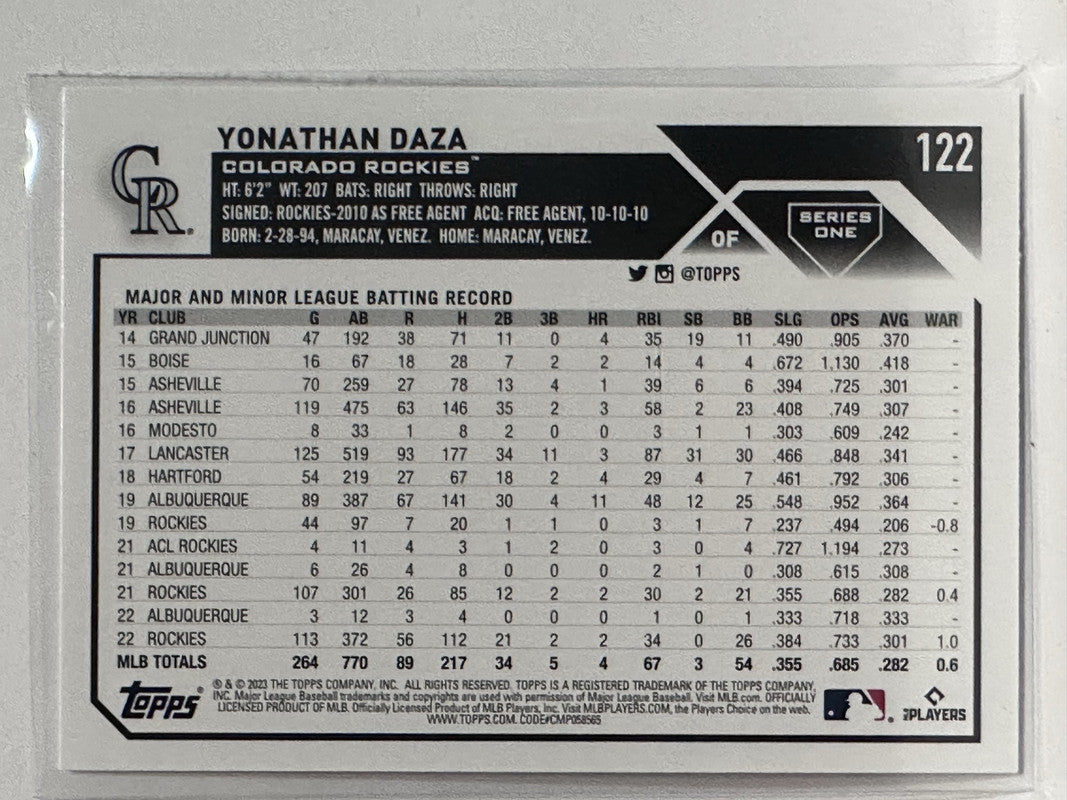 YONATHAN DAZA
122
COLORADO ROCKIES™
CR
HT: 6'2" WT: 207 BATS: RIGHT THROWS: RIGHT
SIGNED: ROCKIES-2010 AS FREE AGENT ACQ: FREE AGENT, 10-10-10
BORN: 2-28-94, MARACAY, VENEZ. HOME: MARACAY, VENEZ.
OF
SERIES
ONE
@TOPPS
MAJOR AND MINOR LEAGUE BATTING RECORD
YR CLUB G AB R H 2B 3B HR RBI SB BB SLG OPS AVG WAR
14 GRAND JUNCTION 47 192 38 71 11 0 4 35 19 11 .490 .905 .370 -
15 BOISE 16 67 18 28 7 2 2 14 4 4 .672 1.130 .418 -
15 ASHEVILLE 70 259 27 78 13 4 1 39 6 6 .394 .725 .301 -
16 ASHEVILLE 119 475 63 146 35 2 3 58 2 23 .408 .749 .307 -
16 MODESTO 8 33 1 8 2 0 0 3 1 1 .303 .609 .242 -
17 LANCASTER 125 519 93 177 34 11 3 87 31 30 .466 .848 .341 -
18 HARTFORD 54 219 27 67 18 2 4 29 4 7 .461 .792 .306 -
19 ALBUQUERQUE 89 387 67 141 30 4 11 48 12 25 .548 .952 .364 -
19 ROCKIES 44 97 7 20 1 1 0 3 1 7 .237 .494 .206 -0.8
21 ACL ROCKIES 4 11 4 3 1 2 0 3 0 4 .727 1.194 .273 -
21 ALBUQUERQUE 6 26 4 8 0 0 0 2 1 0 .308 .615 .308 -
21 ROCKIES 107 301 26 85 12 2 2 30 2 21 .355 .688 .282 0.4
22 ALBUQUERQUE 3 12 3 4 0 0 0 1 0 1 .333 .718 .333 -
22 ROCKIES 113 372 56 112 21 2 2 34 0 26 .384 .733 .301 1.0
MLB TOTALS 264 770 89 217 34 5 4 67 3 54 .355 .685 .282 0.6
Topps
® & © 2023 THE TOPPS COMPANY, INC. ALL RIGHTS RESERVED. TOPPS IS A REGISTERED TRADEMARK OF THE TOPPS COMPANY,
INC. Major League Baseball trademarks and copyrights are used with permission of Major League Baseball. Visit MLB.com. OFFICIALLY
LICENSED PRODUCT OF MLB. Officially Licensed Product of MLB Players, Inc. Visit MLBPLAYERS.COM, the Players Choice on the web.
WWW.TOPPS.COM. CODE#CMP058565
PLAYERS